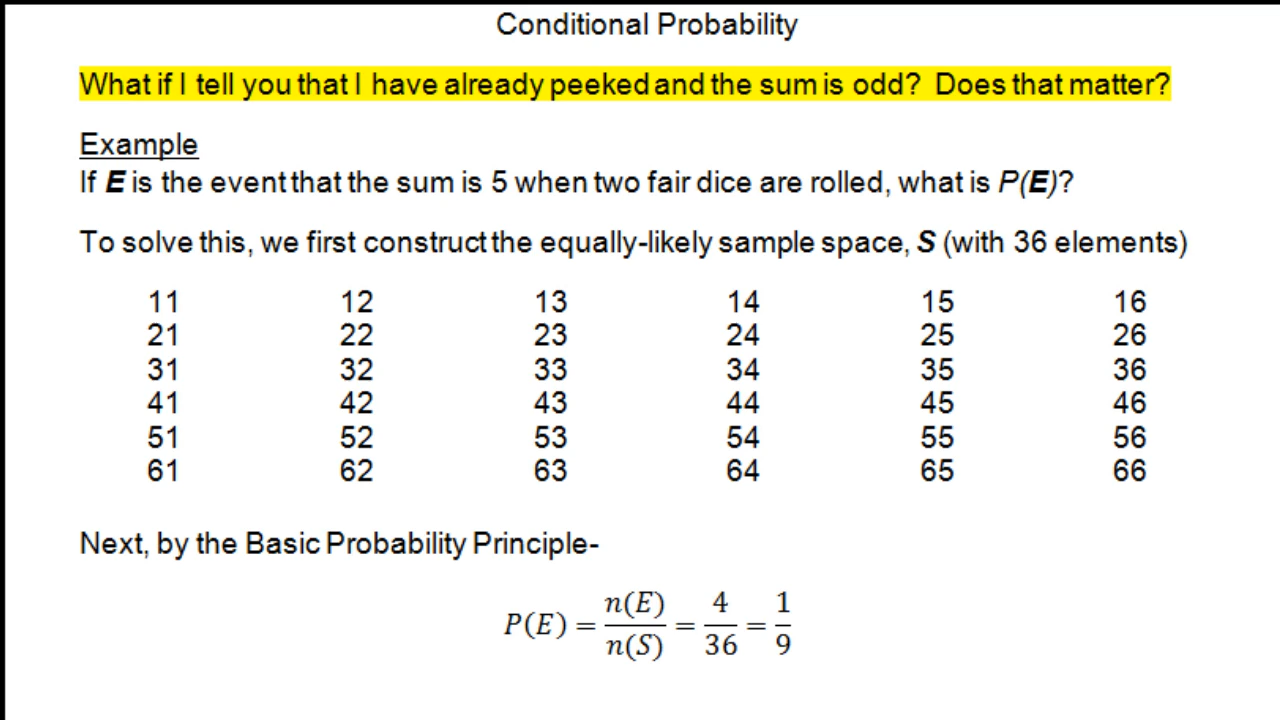 Conditional Probability
What if I tell you that I have already peeked and the sum is odd? Does that matter?
Example
If E is the event that the sum is 5 when two fair dice are rolled, what is P(E)?
To solve this, we first construct the equally-likely sample space, S (with 36 elements)
11 12 13 14 15 16
21 22 23 24 25 26
31 32 33 34 35 36
41 42 43 44 45 46
51 52 53 54 55 56
61 62 63 64 65 66
Next, by the Basic Probability Principle-
P(E) = n(E)/n(S) = 4/36 = 1/9